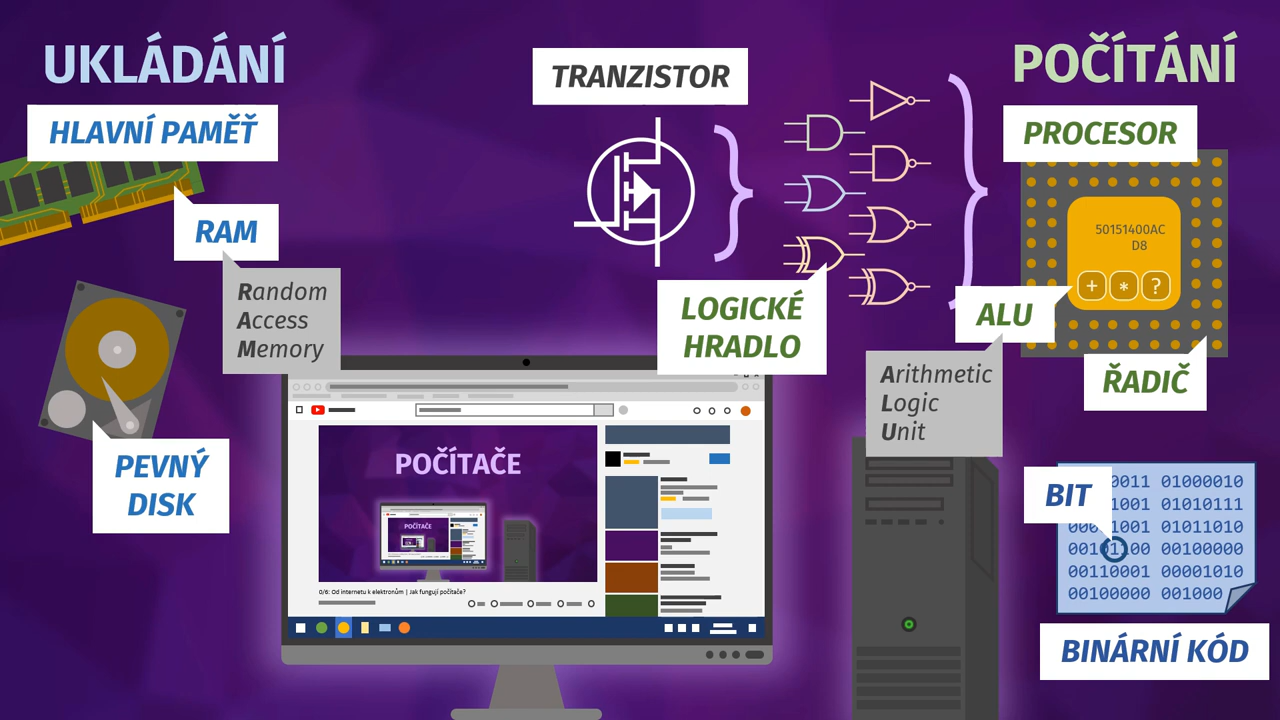 UKLÁDÁNÍ
HLAVNÍ PAMĚŤ
RAM
Random
Access
Memory
PEVNÝ
DISK
TRANZISTOR
LOGICKÉ
HRADLO
POČÍTÁNÍ
PROCESOR
50151400AC
D8
+ * ?
ALU
Arithmetic
Logic
Unit
ŘADIČ
POČÍTAČE
POČÍTAČE
0/6: Od internetu k elektronům | Jak fungují počítače?
BIT
0011 01000010
1001 01010111
1001 01011010
00101100 00100000
00110001 00001010
00100000 001000
BINÁRNÍ KÓD